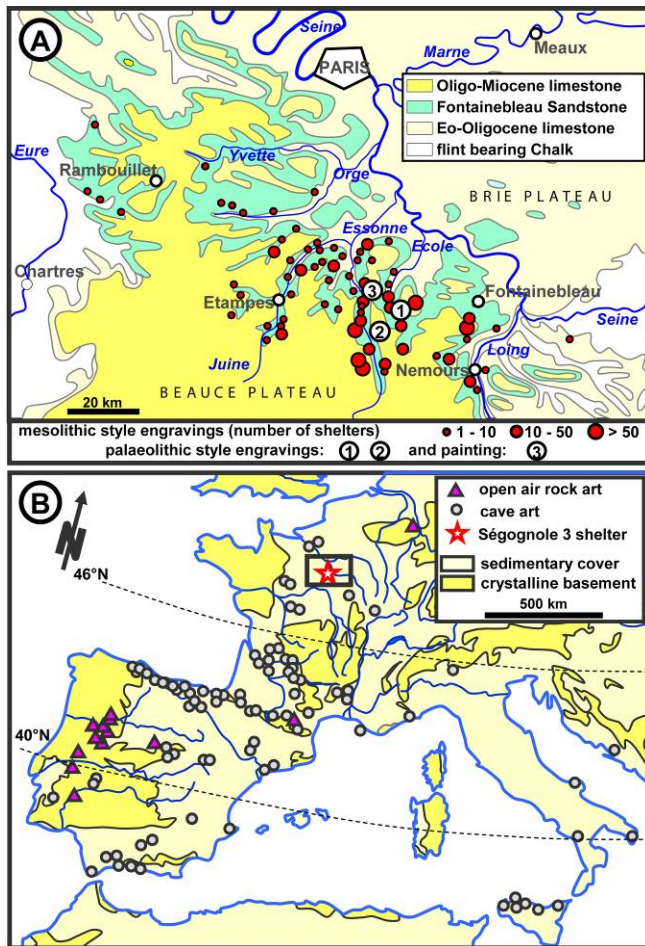 A
Seine
Marne
Meaux
PARIS
Oligo-Miocene limestone
Fontainebleau Sandstone
Eo-Oligocene limestone
flint bearing Chalk
Eure
Rambouillet
Yvette
Orge
BRIE PLATEAU
Essonne
Ecole
Chartres
Etampes
3
1
2
Fontainebleau
Seine
Juine
Nemours
Loing
BEAUCE PLATEAU
20 km
mesolithic style engravings (number of shelters) 1 - 10 10 - 50 > 50
palaeolithic style engravings: 1 2 and painting: 3
B
N
46°N
open air rock art
cave art
Ségognole 3 shelter
sedimentary cover
crystalline basement
500 km
40°N